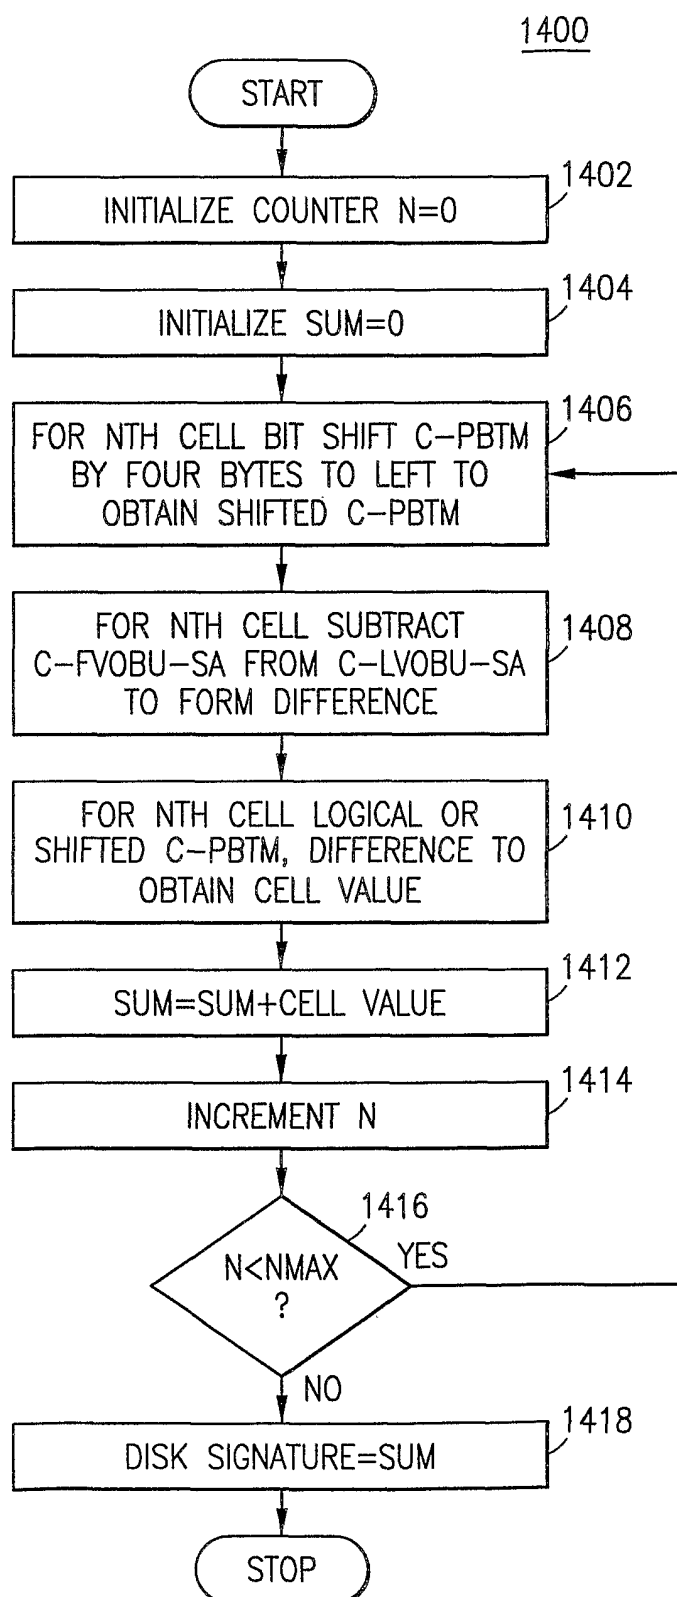 1400
START
1402
INITIALIZE COUNTER N=0
1404
INITIALIZE SUM=0
1406
FOR NTH CELL BIT SHIFT C-PBTM
BY FOUR BYTES TO LEFT TO
OBTAIN SHIFTED C-PBTM
1408
FOR NTH CELL SUBTRACT
C-FVOBU-SA FROM C-LVOBU-SA
TO FORM DIFFERENCE
1410
FOR NTH CELL LOGICAL OR
SHIFTED C-PBTM, DIFFERENCE TO
OBTAIN CELL VALUE
1412
SUM=SUM+CELL VALUE
1414
INCREMENT N
1416
N<NMAX
?
YES
NO
1418
DISK SIGNATURE=SUM
STOP